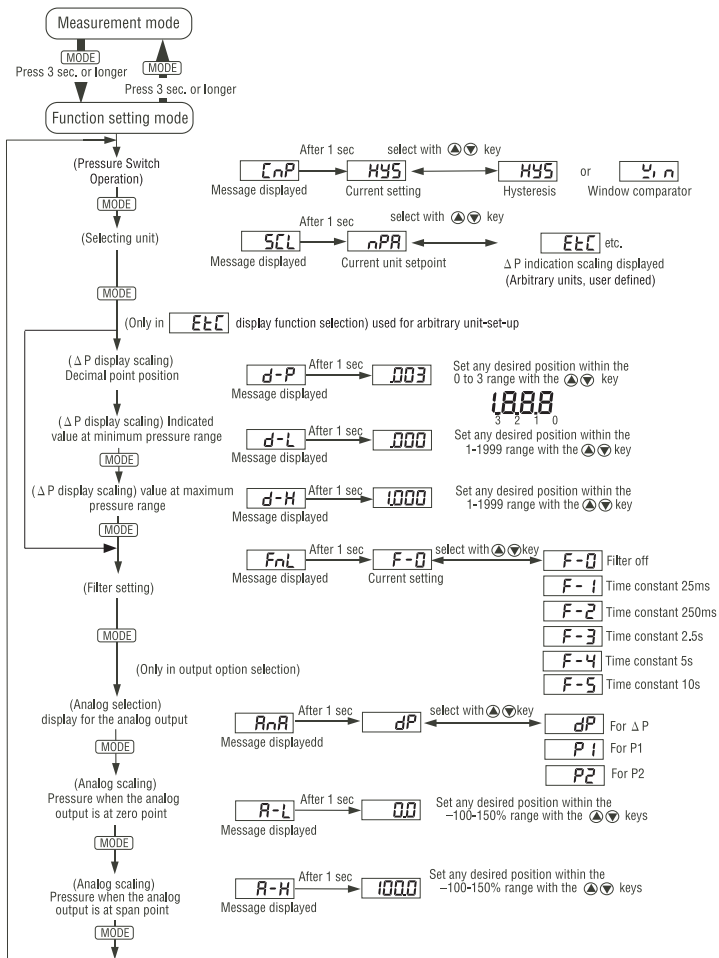 Measurement mode
MODE
MODE
Press 3 sec. or longer
Press 3 sec. or longer
Function setting mode
(Pressure Switch
Operation)
After 1 sec
select with ▲▼ key
CnP
HYS
HYS
or
Win
Message displayed
Current setting
Hysteresis
Window comparator
MODE
(Selecting unit)
After 1 sec
select with ▲▼ key
SCL
nPA
EtC etc.
Message displayed
Current unit setpoint
Δ P indication scaling displayed
(Arbitrary units, user defined)
MODE
(Only in EtC display function selection) used for arbitrary unit-set-up
(Δ P display scaling)
Decimal point position
d-P
After 1 sec
.003
Message displayed
Set any desired position within the
0 to 3 range with the ▲▼ key
1.8.8.8
3 2 1 0
(Δ P display scaling) Indicated
value at minimum pressure range
MODE
d-L
After 1 sec
.000
Message displayed
Set any desired position within the
1-1999 range with the ▲▼ key
(Δ P display scaling) value at maximum
pressure range
MODE
d-H
After 1 sec
1.000
Message displayed
Set any desired position within the
1-1999 range with the ▲▼ key
(Filter setting)
FnL
After 1 sec
F-0
select with ▲▼ key
Message displayed
Current setting
F-0 Filter off
F-1 Time constant 25ms
F-2 Time constant 250ms
F-3 Time constant 2.5s
F-4 Time constant 5s
F-5 Time constant 10s
MODE
(Only in output option selection)
(Analog selection)
display for the analog output
MODE
AnA
After 1 sec
dP
select with ▲▼ key
Message displayedd
dP For Δ P
P1 For P1
P2 For P2
(Analog scaling)
Pressure when the analog
output is at zero point
MODE
A-L
After 1 sec
0.0
Message displayed
Set any desired position within the
–100-150% range with the ▲▼ keys
(Analog scaling)
Pressure when the analog
output is at span point
MODE
A-H
After 1 sec
100.0
Message displayed
Set any desired position within the
–100-150% range with the ▲▼ keys